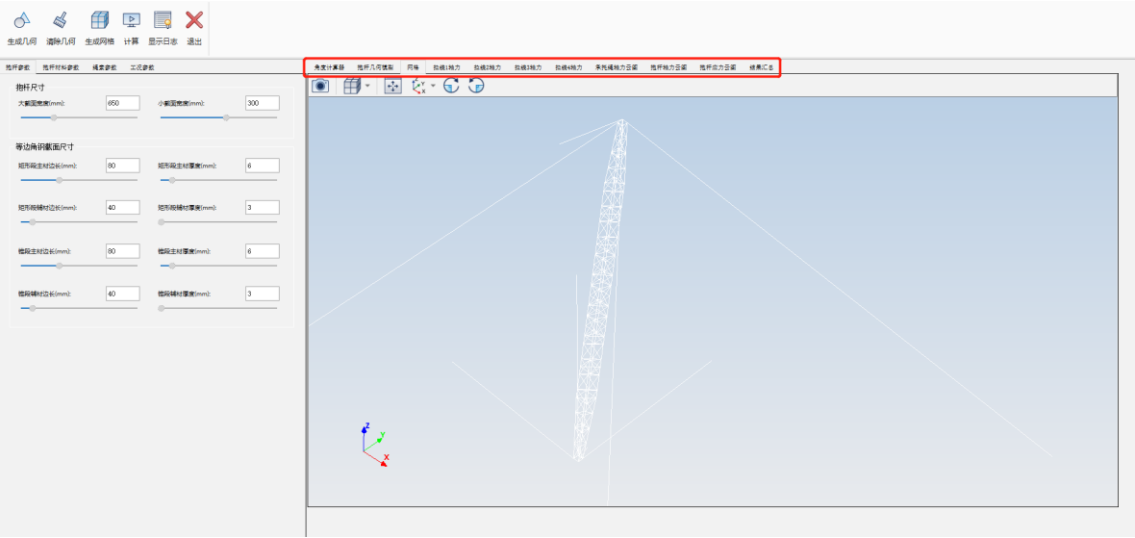 生成几何 清除几何 生成网格 计算 显示日志 退出
抱杆参数 抱杆材料参数 绳索参数 工况参数
角度计算器 抱杆几何模型 网格 拉线1轴力 拉线2轴力 拉线3轴力 拉线4轴力 承托绳轴力云图 抱杆轴力云图 抱杆应力云图 结果汇总
抱杆尺寸
大截面宽度(mm): 650 小截面宽度(mm): 300
等边角钢截面尺寸
矩形段主材边长(mm): 80 矩形段主材厚度(mm): 6
矩形段辅材边长(mm): 40 矩形段辅材厚度(mm): 3
锥段主材边长(mm): 80 锥段主材厚度(mm): 6
锥段辅材边长(mm): 40 锥段辅材厚度(mm): 3
Z
Y
X